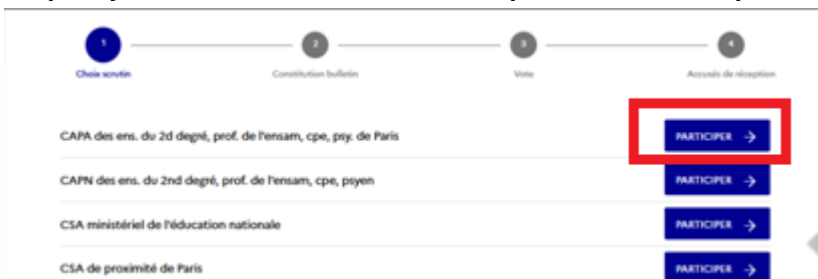 1 2 3 4
Choix scrutin Constitution bulletin Vote Accusés de réception
CAPA des ens. du 2d degré, prof. de l'ensam, cpe, psy. de Paris PARTICIPER →
CAPN des ens. du 2nd degré, prof. de l'ensam, cpe, psyen PARTICIPER →
CSA ministériel de l'éducation nationale PARTICIPER →
CSA de proximité de Paris PARTICIPER →